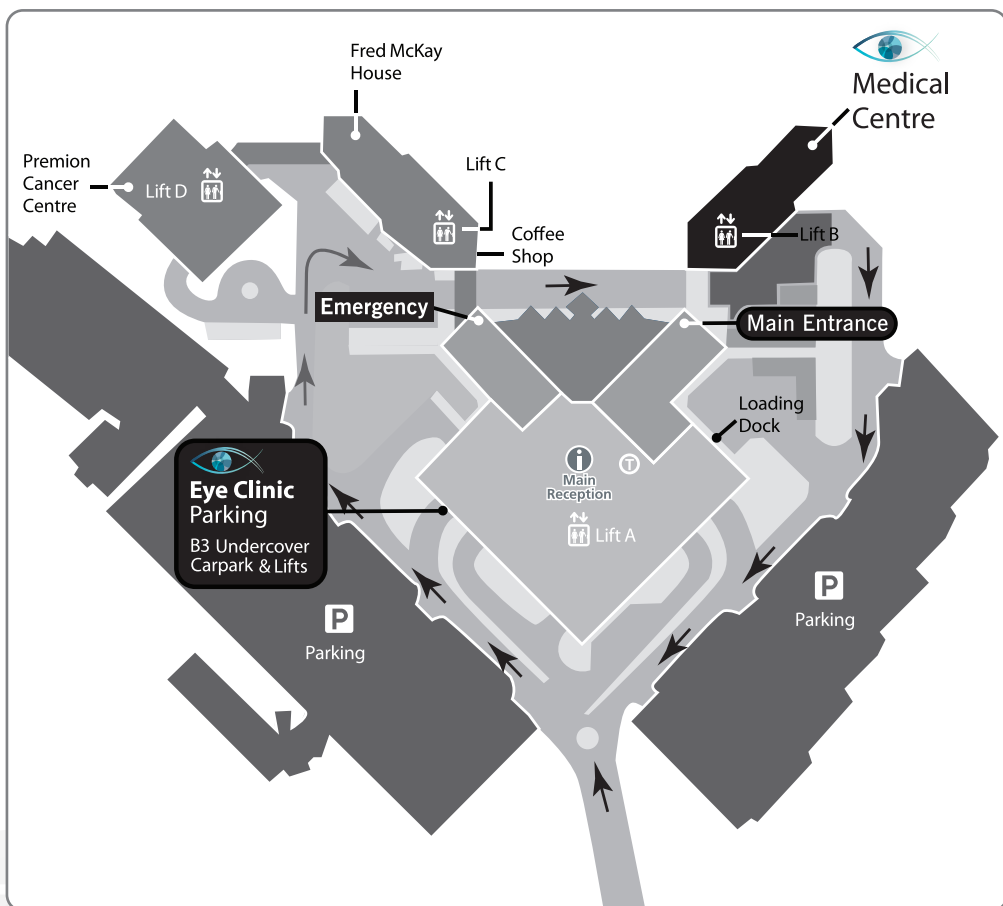 Fred McKay
House
Medical
Centre
Premion
Cancer
Centre
Lift D
Lift C
Coffee
Shop
Lift B
Emergency
Main Entrance
Loading
Dock
i
Main
Reception
T
Lift A
Eye Clinic
Parking
B3 Undercover
Carpark & Lifts
P
Parking
P
Parking